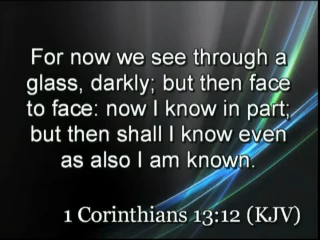 For now we see through a
glass, darkly; but then face
to face: now I know in part;
but then shall I know even
as also I am known.
1 Corinthians 13:12 (KJV)